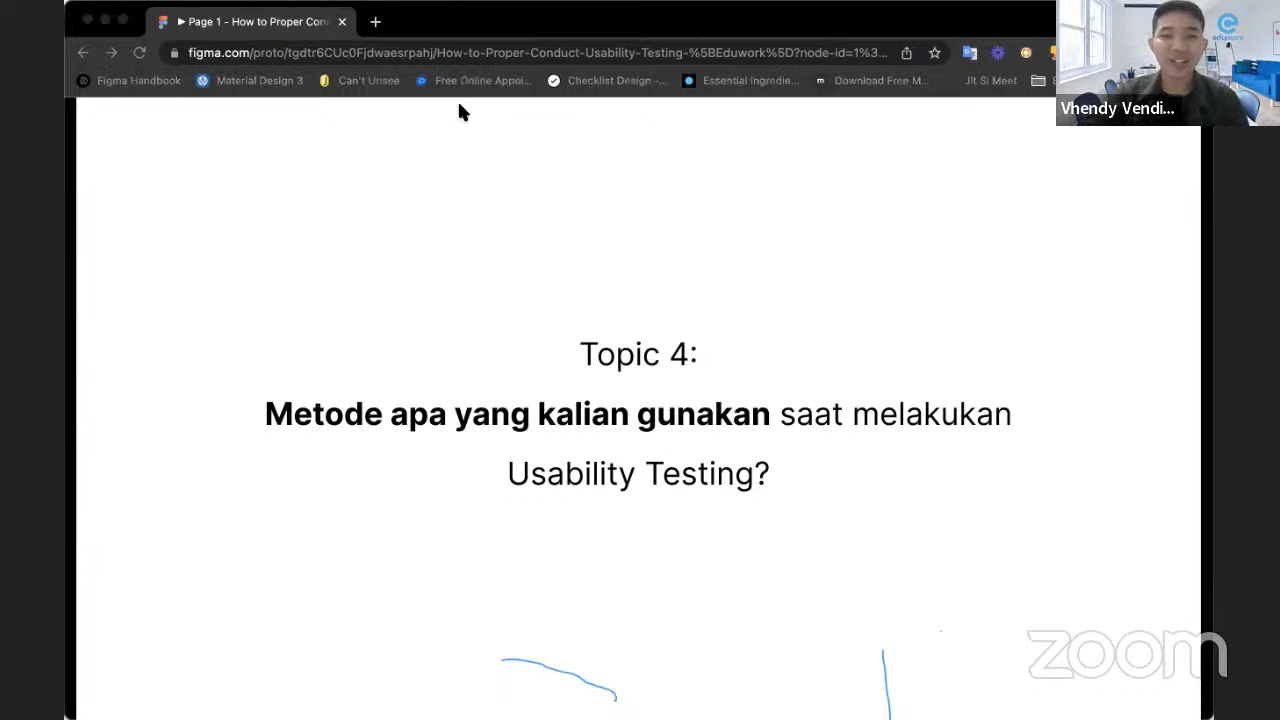 Page 1 - How to Proper Con
figma.com/proto/tgdtr6CUc0Fjdwaesrpahj/How-to-Proper-Conduct-Usability-Testing-%5BEduwork%5D?node-id=1%3...
Figma Handbook Material Design 3 Can't Unsee Free Online Appoi... Checklist Design -... Essential Ingredie... Download Free M... Jit Si Meet
eduwork
Vhendy Vendi...
Topic 4:
Metode apa yang kalian gunakan saat melakukan
Usability Testing?
zoom